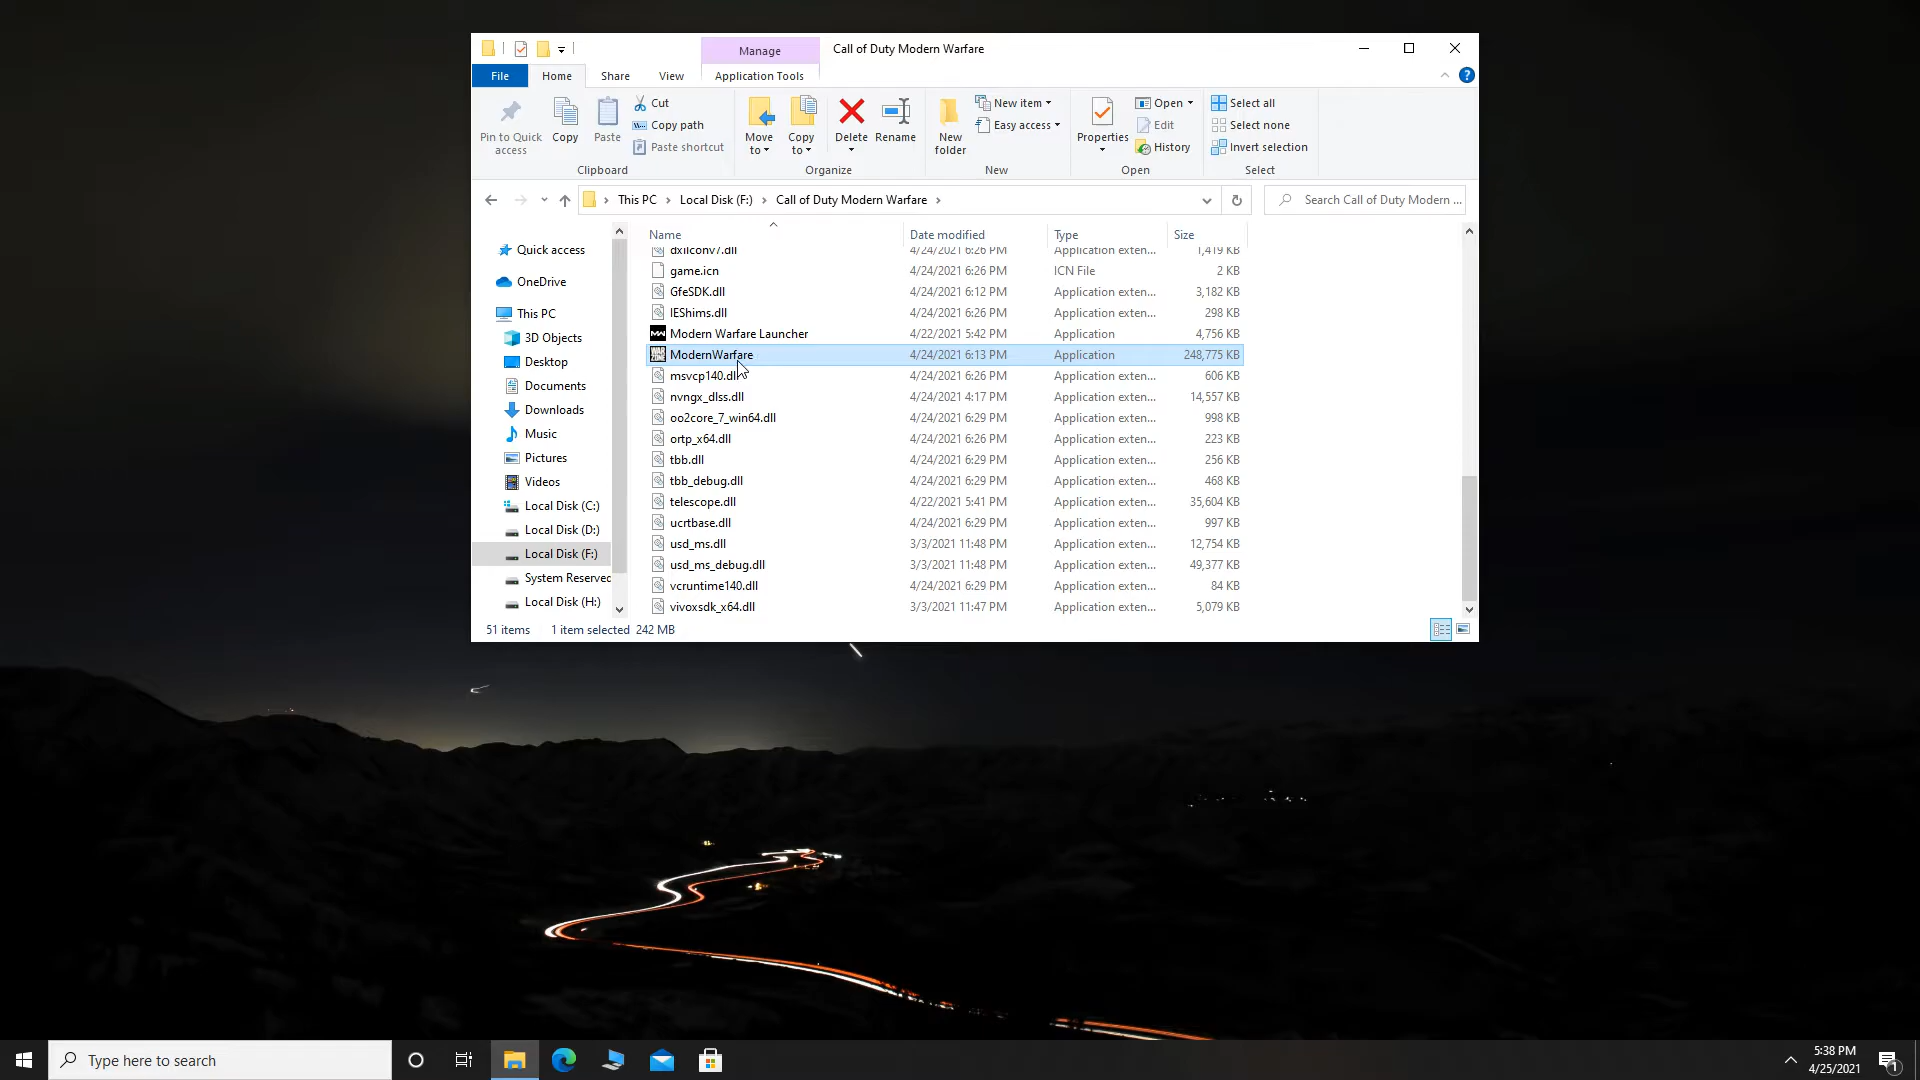 Manage
Call of Duty Modern Warfare
File
Home
Share
View
Application Tools
Pin to Quick access
Copy
Paste
Cut
Copy path
Paste shortcut
Move to
Copy to
Delete
Rename
New folder
New item
Easy access
Properties
Open
Edit
History
Select all
Select none
Invert selection
Clipboard
Organize
New
Open
Select
This PC
Local Disk (F:)
Call of Duty Modern Warfare
Search Call of Duty Modern ...
Quick access
OneDrive
This PC
3D Objects
Desktop
Documents
Downloads
Music
Pictures
Videos
Local Disk (C:)
Local Disk (D:)
Local Disk (F:)
System Reserved
Local Disk (H:)
Name Date modified Type Size
dxilconv7.dll 4/24/2021 6:26 PM Application exten... 1,419 KB
game.icn 4/24/2021 6:26 PM ICN File 2 KB
GfeSDK.dll 4/24/2021 6:12 PM Application exten... 3,182 KB
IEShims.dll 4/24/2021 6:26 PM Application exten... 298 KB
Modern Warfare Launcher 4/22/2021 5:42 PM Application 4,756 KB
ModernWarfare 4/24/2021 6:13 PM Application 248,775 KB
msvcp140.dll 4/24/2021 6:26 PM Application exten... 606 KB
nvngx_dlss.dll 4/24/2021 4:17 PM Application exten... 14,557 KB
oo2core_7_win64.dll 4/24/2021 6:29 PM Application exten... 998 KB
ortp_x64.dll 4/24/2021 6:26 PM Application exten... 223 KB
tbb.dll 4/24/2021 6:29 PM Application exten... 256 KB
tbb_debug.dll 4/24/2021 6:29 PM Application exten... 468 KB
telescope.dll 4/22/2021 5:41 PM Application exten... 35,604 KB
ucrtbase.dll 4/24/2021 6:29 PM Application exten... 997 KB
usd_ms.dll 3/3/2021 11:48 PM Application exten... 12,754 KB
usd_ms_debug.dll 3/3/2021 11:48 PM Application exten... 49,377 KB
vcruntime140.dll 4/24/2021 6:29 PM Application exten... 84 KB
vivoxsdk_x64.dll 3/3/2021 11:47 PM Application exten... 5,079 KB
51 items 1 item selected 242 MB
Type here to search
5:38 PM
4/25/2021
1